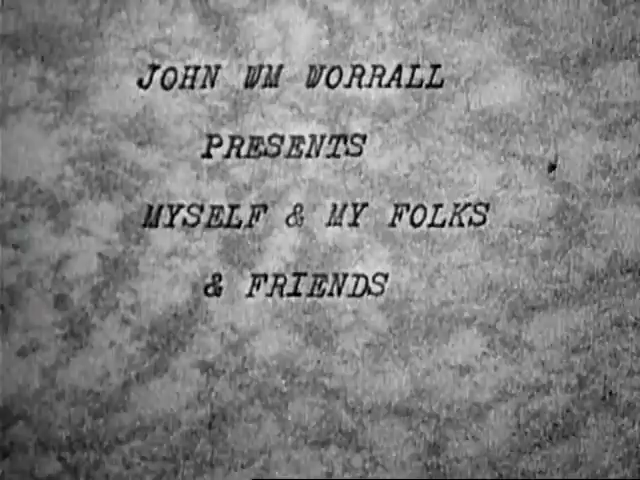 JOHN WM WORRALL
PRESENTS
MYSELF & MY FOLKS
& FRIENDS